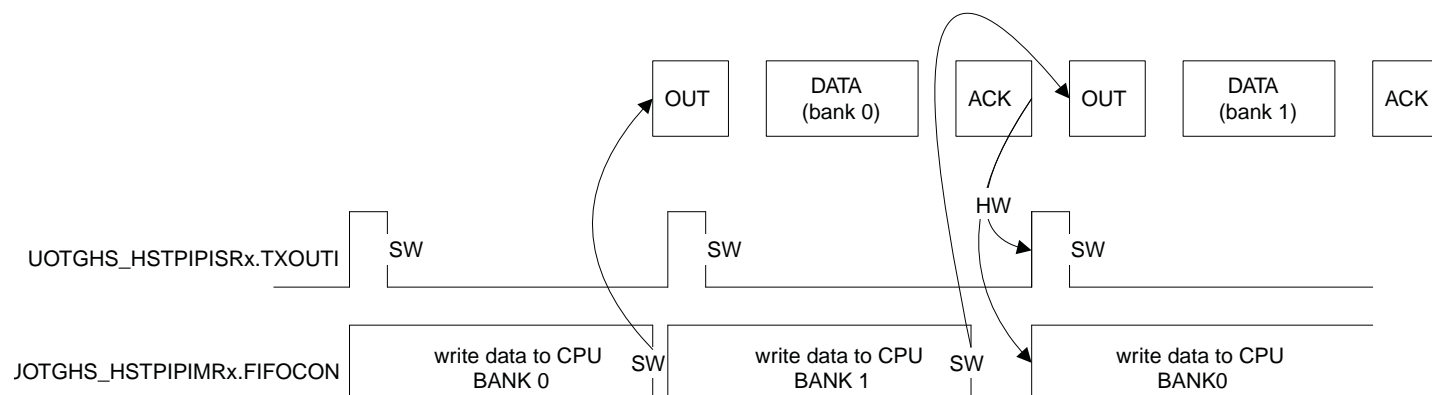 OUT
DATA
(bank 0)
ACK
OUT
DATA
(bank 1)
ACK
HW
UOTGHS_HSTPIPISRx.TXOUTI
SW
SW
SW
JOTGHS_HSTPIPIMRx.FIFOCON
write data to CPU
BANK 0
SW
write data to CPU
BANK 1
SW
write data to CPU
BANK0